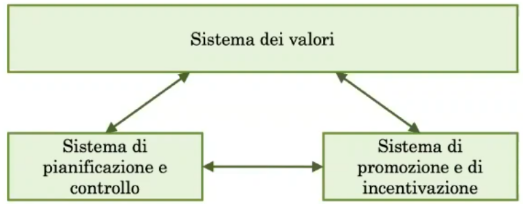 Sistema dei valori
Sistema di
pianificazione e
controllo
Sistema di
promozione e di
incentivazione